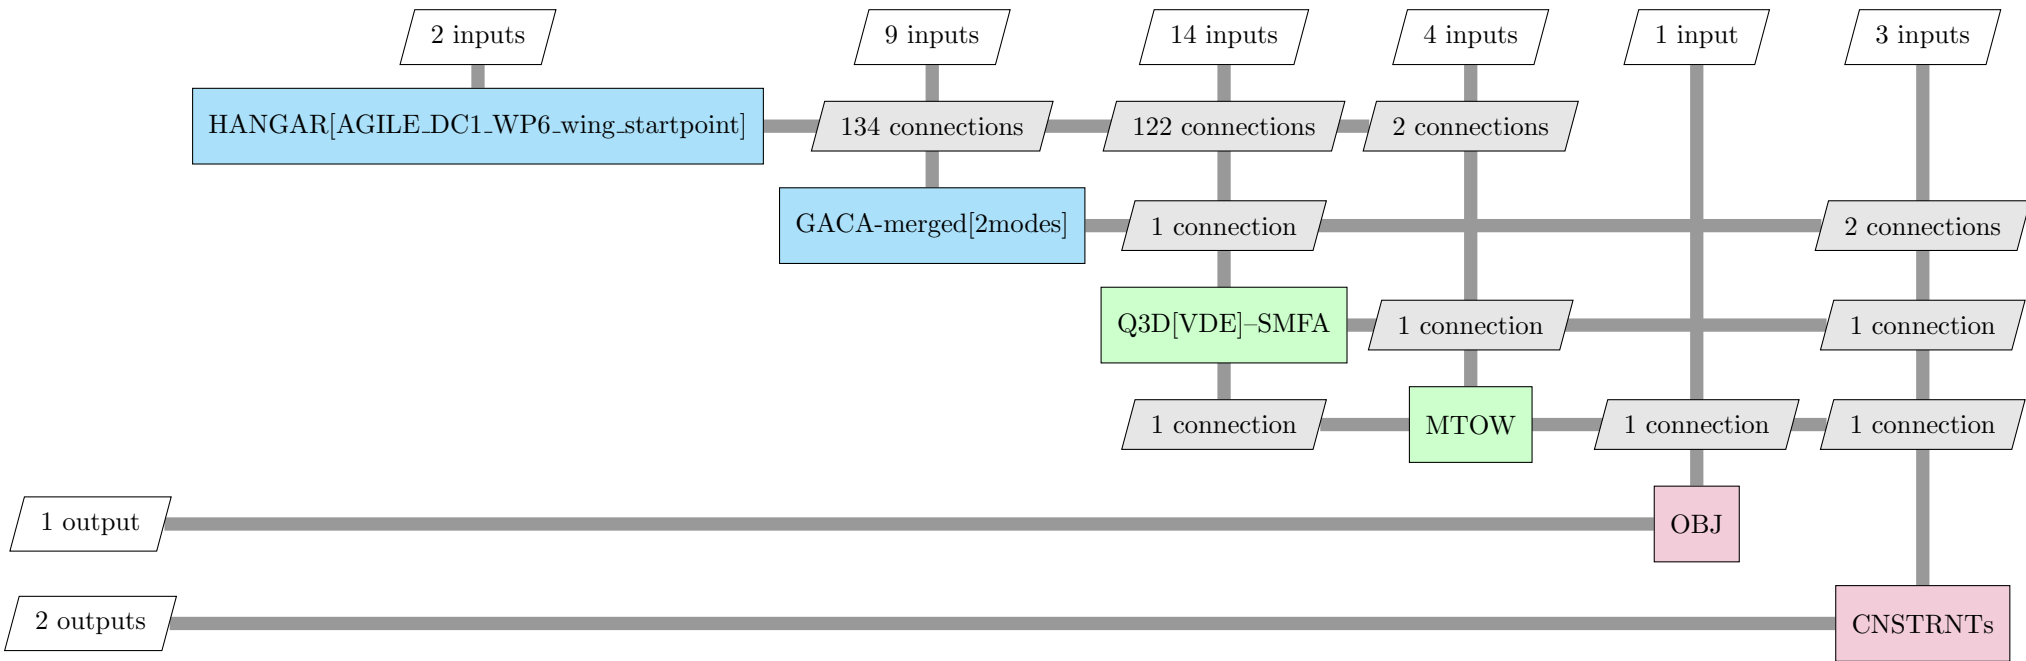 2 inputs
9 inputs
14 inputs
4 inputs
1 input
3 inputs
HANGAR[AGILE_DC1_WP6_wing_startpoint]
134 connections
122 connections
2 connections
GACA-merged[2modes]
1 connection
2 connections
Q3D[VDE]–SMFA
1 connection
1 connection
1 connection
MTOW
1 connection
1 connection
1 output
OBJ
2 outputs
CNSTRNTs